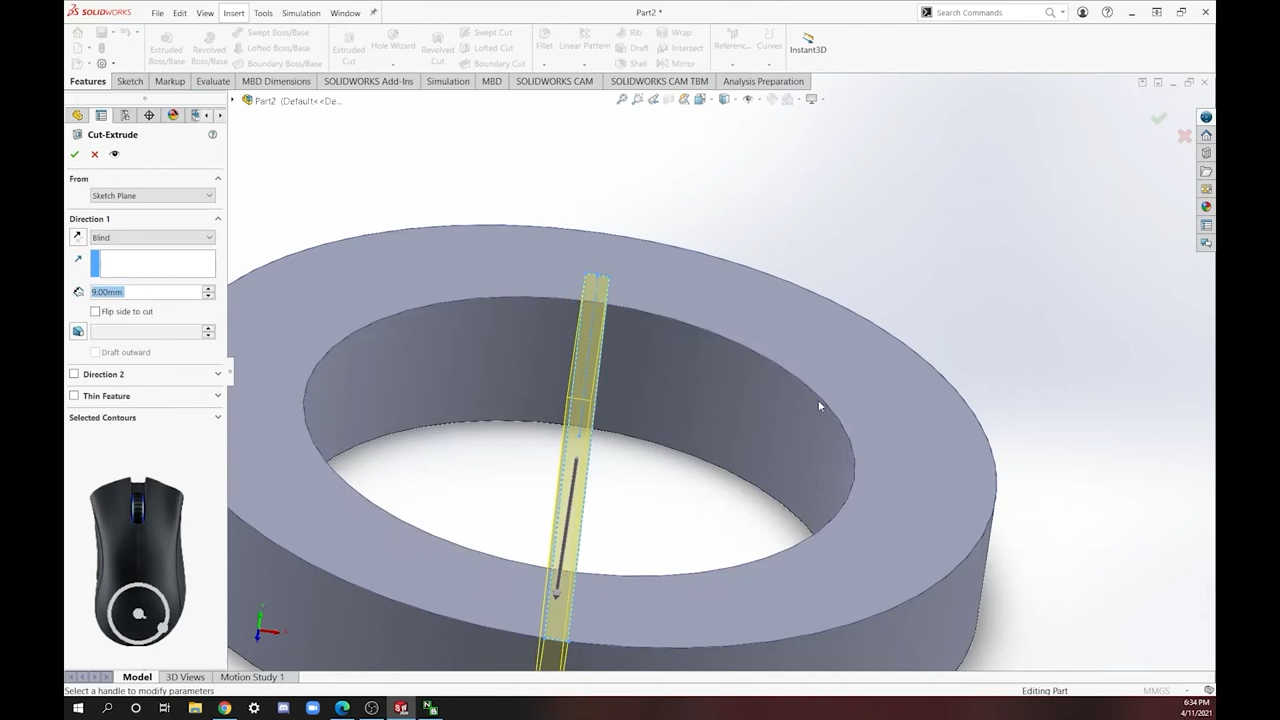 SOLIDWORKS File Edit View Insert Tools Simulation Window Part2 * Search Commands
Extruded Boss/Base Revolved Boss/Base Swept Boss/Base Lofted Boss/Base Boundary Boss/Base Extruded Cut Hole Wizard Revolved Cut Swept Cut Lofted Cut Boundary Cut Fillet Linear Pattern Rib Draft Shell Wrap Intersect Mirror Referenc... Curves Instant3D
Features Sketch Markup Evaluate MBD Dimensions SOLIDWORKS Add-Ins Simulation MBD SOLIDWORKS CAM SOLIDWORKS CAM TBM Analysis Preparation
Part2 (Default<<De...
Cut-Extrude
From
Sketch Plane
Direction 1
Blind
9.00mm
Flip side to cut
Draft outward
Direction 2
Thin Feature
Selected Contours
Model 3D Views Motion Study 1
Select a handle to modify parameters Editing Part MMGS
6:34 PM
4/11/2021